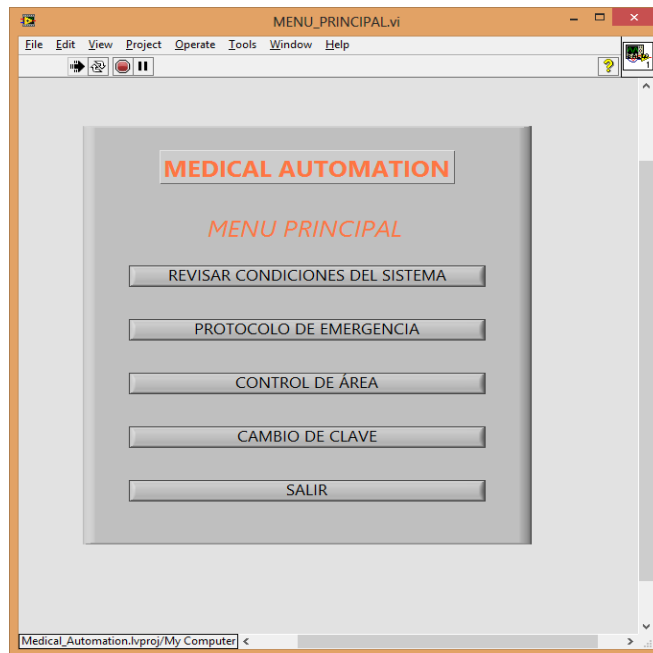 MENU_PRINCIPAL.vi
File Edit View Project Operate Tools Window Help
?
1
MEDICAL AUTOMATION
MENU PRINCIPAL
REVISAR CONDICIONES DEL SISTEMA
PROTOCOLO DE EMERGENCIA
CONTROL DE ÁREA
CAMBIO DE CLAVE
SALIR
Medical_Automation.lvproj/My Computer